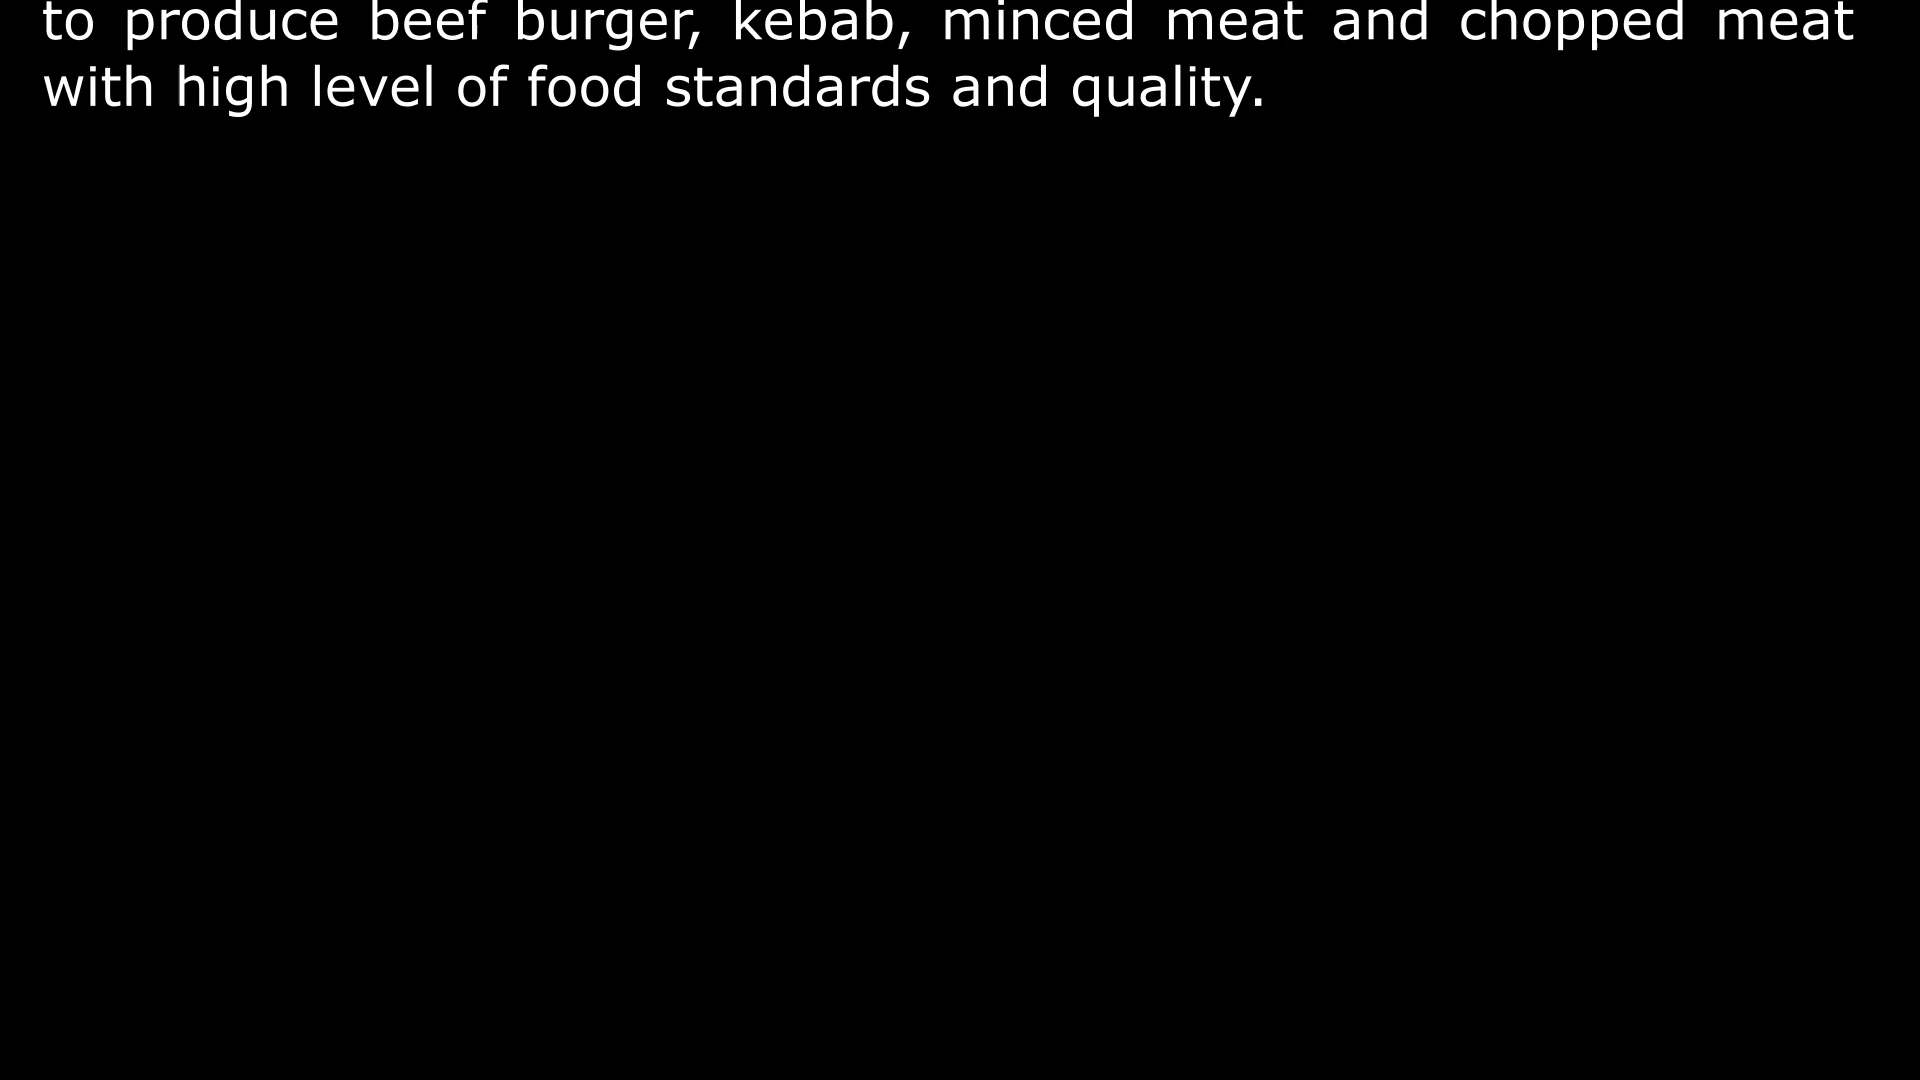 to produce beef burger, kebab, minced meat and chopped meat
with high level of food standards and quality.